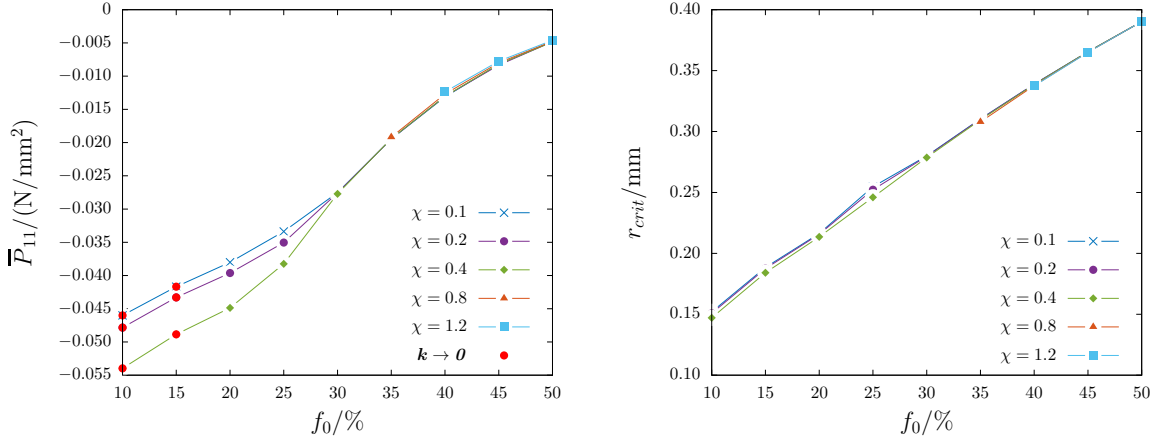 0
−0.005
−0.010
−0.015
−0.020
−0.025
−0.030
−0.035
−0.040
−0.045
−0.050
−0.055
10 15 20 25 30 35 40 45 50
P̅₁₁/(N/mm²)
f₀/%
χ = 0.1
χ = 0.2
χ = 0.4
χ = 0.8
χ = 1.2
k → 0
0.40
0.35
0.30
0.25
0.20
0.15
0.10
10 15 20 25 30 35 40 45 50
r_crit/mm
f₀/%
χ = 0.1
χ = 0.2
χ = 0.4
χ = 0.8
χ = 1.2